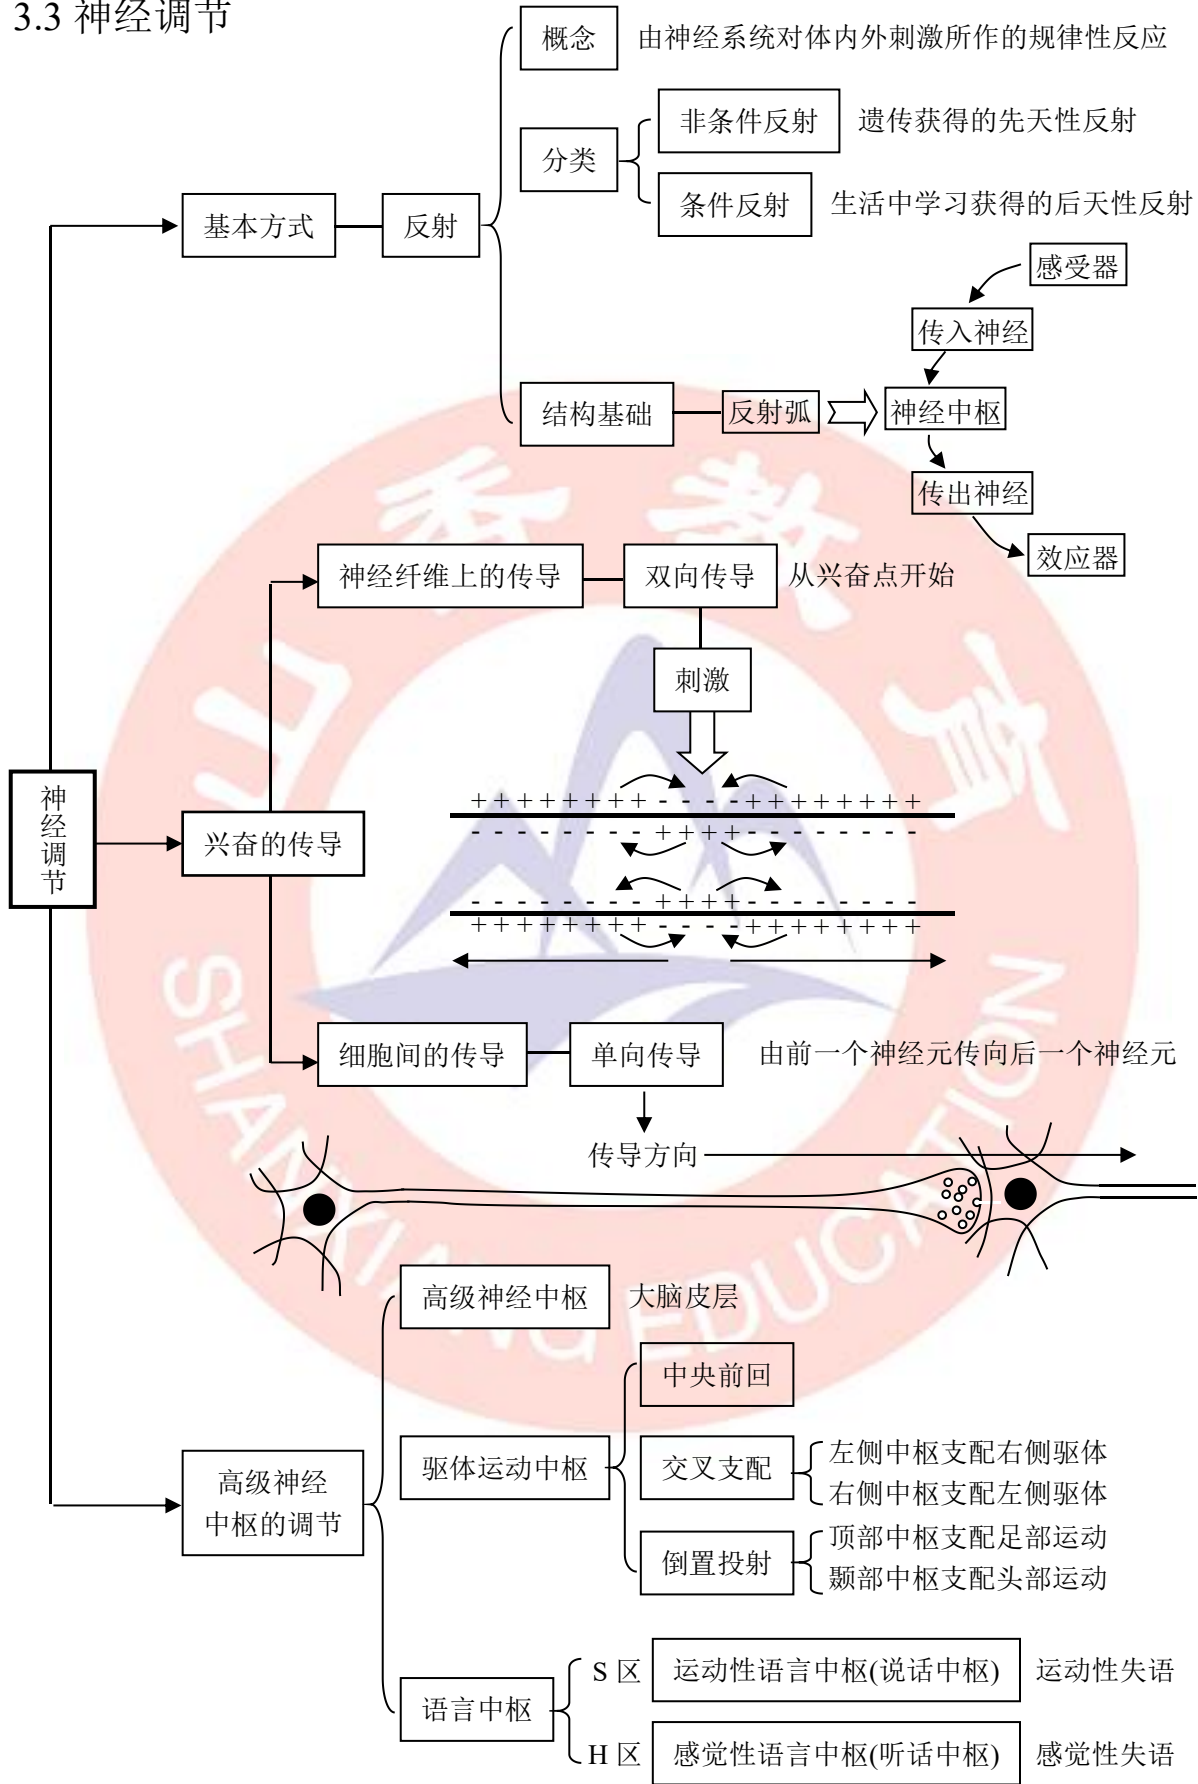 3.3 神经调节
概念
由神经系统对体内外刺激所作的规律性反应
分类
非条件反射
遗传获得的先天性反射
条件反射
生活中学习获得的后天性反射
基本方式
反射
感受器
传入神经
结构基础
反射弧
神经中枢
传出神经
效应器
神经纤维上的传导
双向传导
从兴奋点开始
刺激
神经调节
兴奋的传导
++++++++----++++++++
--------++++--------
--------++++--------
++++++++----++++++++
细胞间的传导
单向传导
由前一个神经元传向后一个神经元
传导方向
高级神经中枢
大脑皮层
中央前回
驱体运动中枢
交叉支配
左侧中枢支配右侧驱体
右侧中枢支配左侧驱体
高级神经
中枢的调节
倒置投射
顶部中枢支配足部运动
颞部中枢支配头部运动
语言中枢
S 区
运动性语言中枢(说话中枢)
运动性失语
H 区
感觉性语言中枢(听话中枢)
感觉性失语
山香教育
SHANXIANG EDUCATION